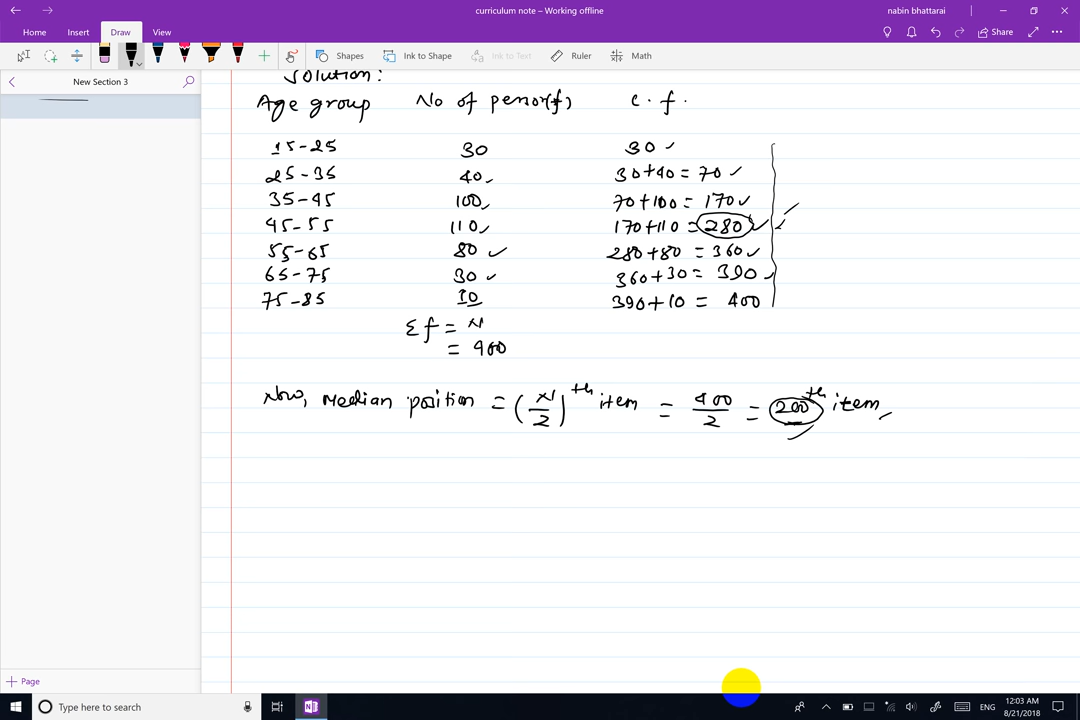 curriculum note – Working offline
nabin bhattarai
Home Insert Draw View
Share
Shapes Ink to Shape Ink to Text Ruler Math
New Section 3
Solution:
Age group No of person(f) c.f.
15-25 30 30
25-35 40 30+40 = 70
35-45 100 70+100 = 170
45-55 110 170+110 = 280
55-65 80 280+80 = 360
65-75 30 360+30 = 390
75-85 10 390+10 = 400
Σf = N
= 400
Now, Median position = (N/2)th item = 400/2 = 200th item
Page
Type here to search
ENG
12:03 AM
8/21/2018